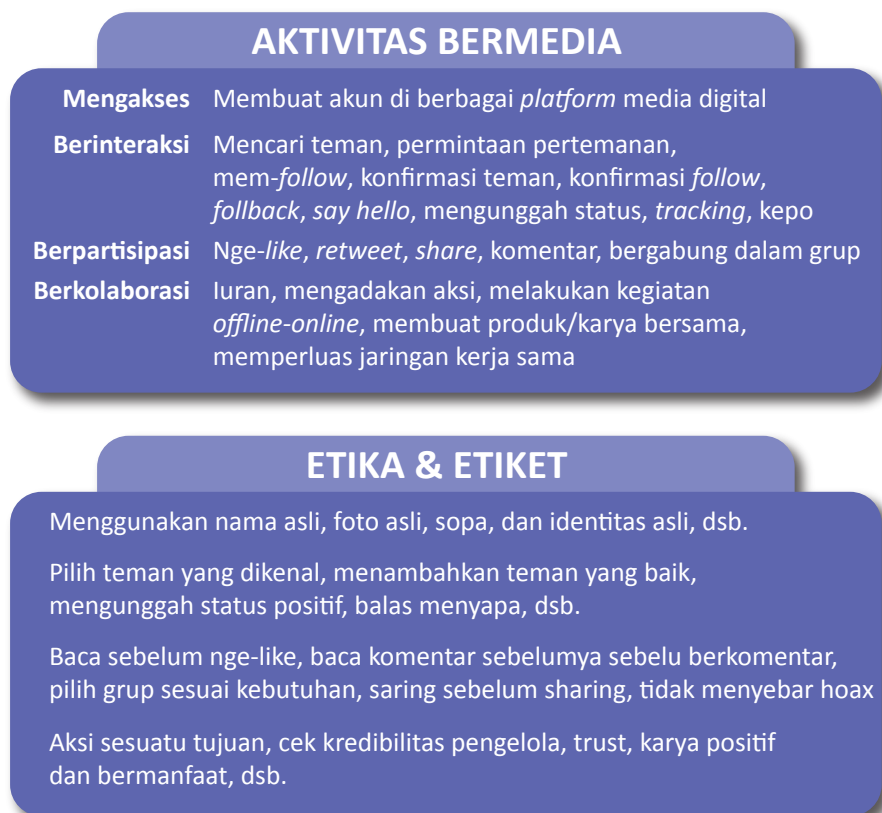 AKTIVITAS BERMEDIA
Mengakses Membuat akun di berbagai platform media digital
Berinteraksi Mencari teman, permintaan pertemanan,
mem-follow, konfirmasi teman, konfirmasi follow,
follback, say hello, mengunggah status, tracking, kepo
Berpartisipasi Nge-like, retweet, share, komentar, bergabung dalam grup
Berkolaborasi Iuran, mengadakan aksi, melakukan kegiatan
offline-online, membuat produk/karya bersama,
memperluas jaringan kerja sama
ETIKA & ETIKET
Menggunakan nama asli, foto asli, sopa, dan identitas asli, dsb.
Pilih teman yang dikenal, menambahkan teman yang baik,
mengunggah status positif, balas menyapa, dsb.
Baca sebelum nge-like, baca komentar sebelumya sebelu berkomentar,
pilih grup sesuai kebutuhan, saring sebelum sharing, tidak menyebar hoax
Aksi sesuatu tujuan, cek kredibilitas pengelola, trust, karya positif
dan bermanfaat, dsb.